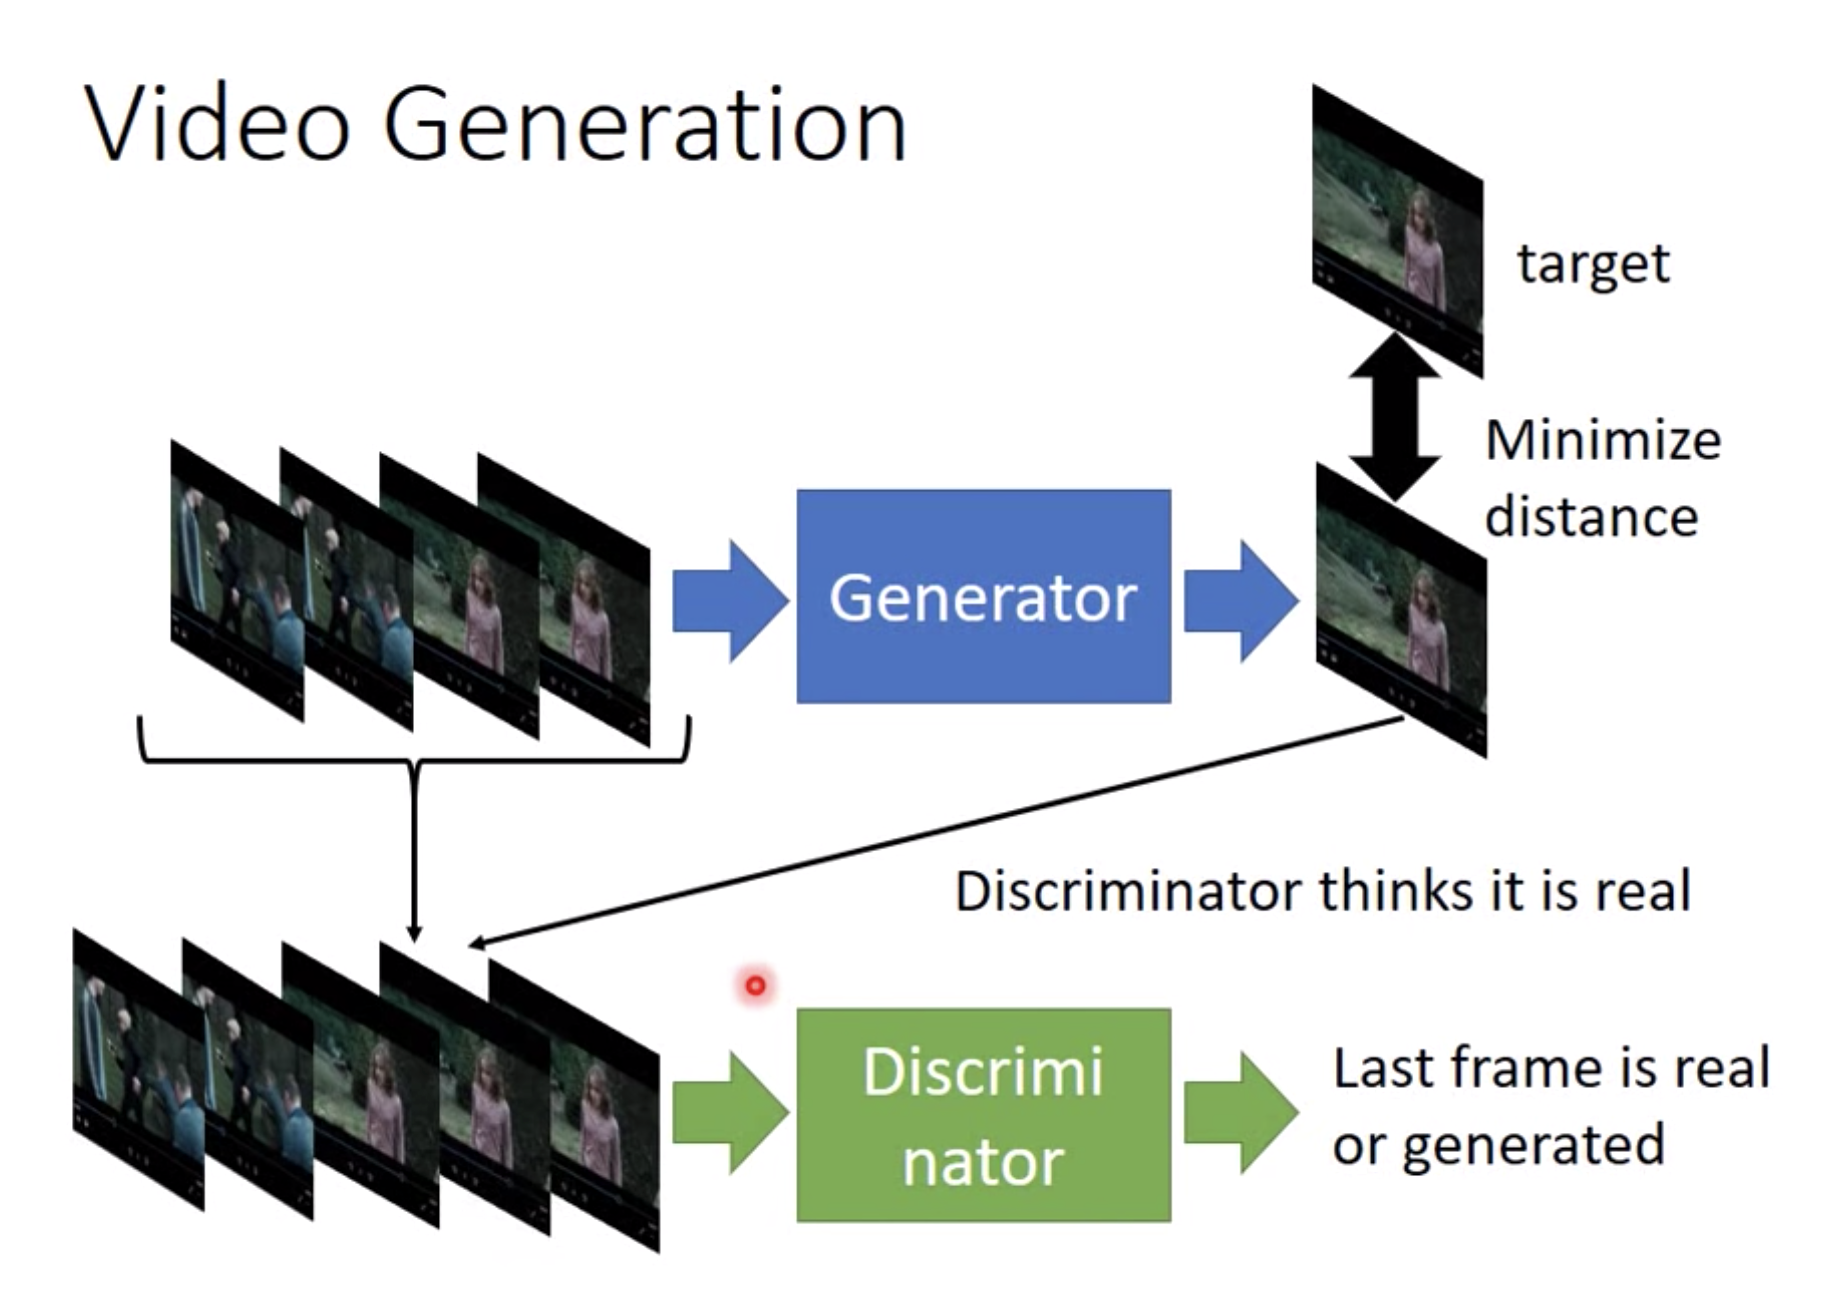 Video Generation
target
Minimize
distance
Generator
Discriminator thinks it is real
Discrimi
nator
Last frame is real
or generated